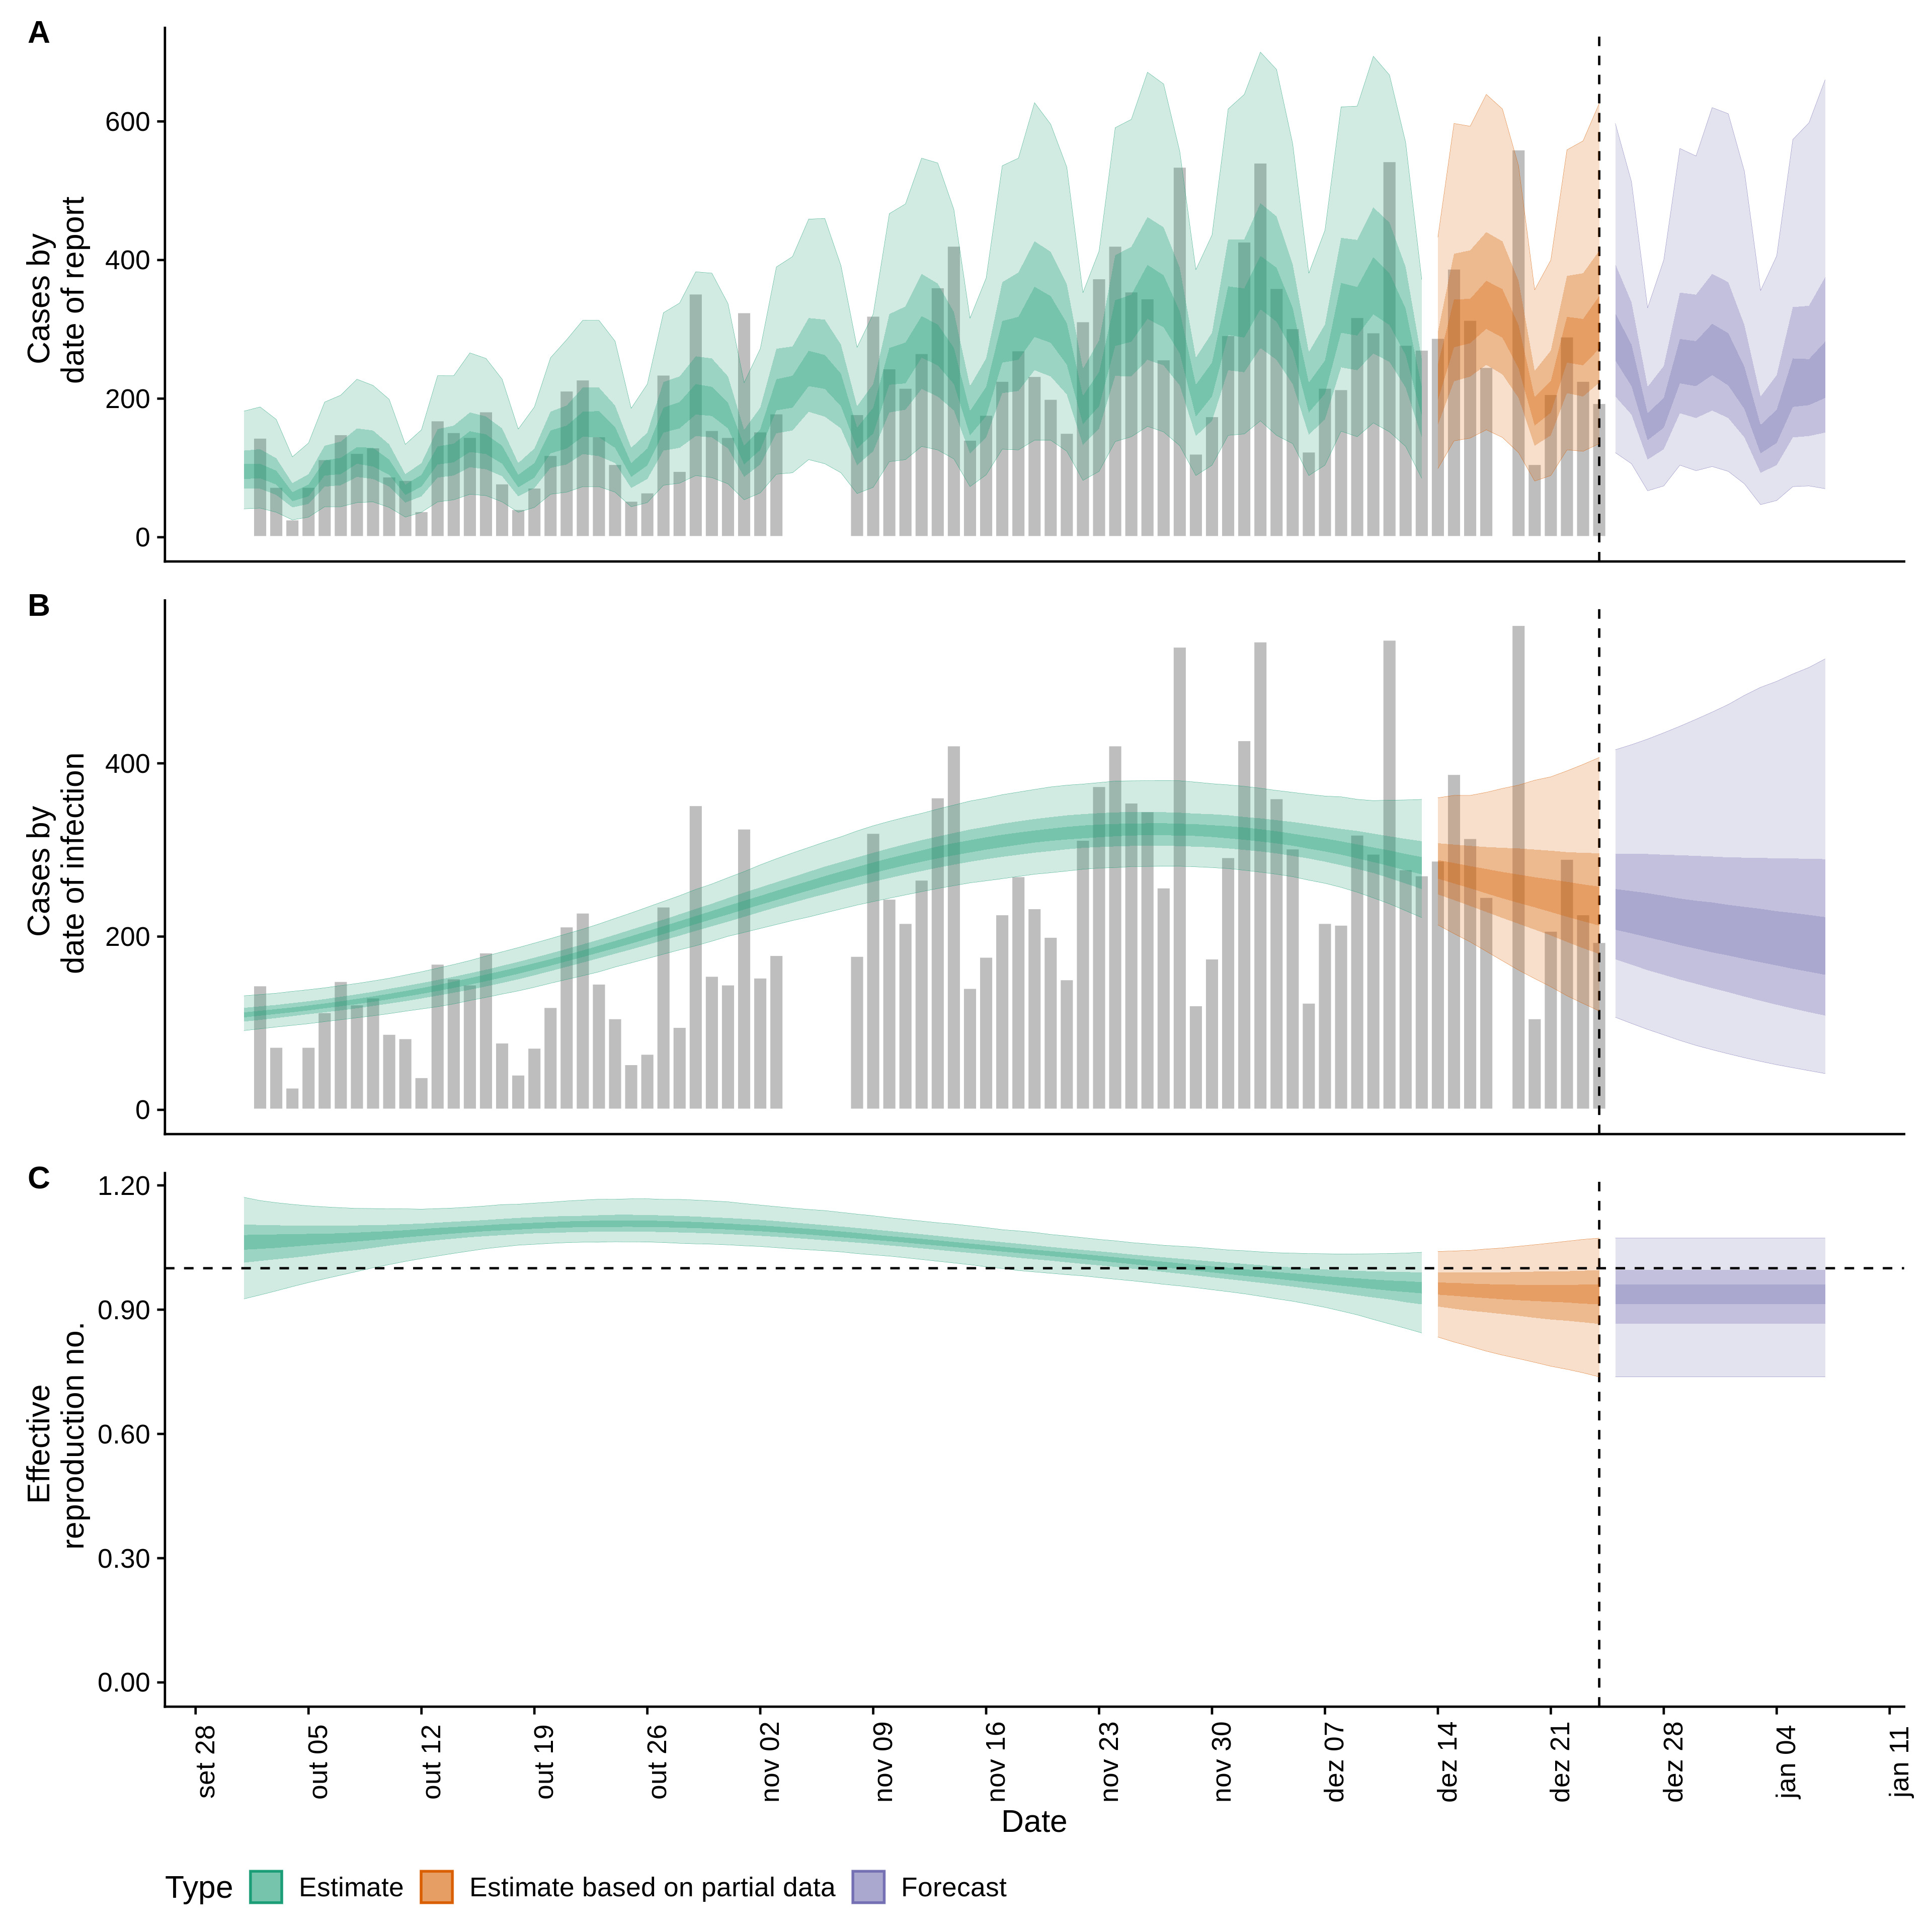 A
Cases by
date of report
600
400
200
0
B
Cases by
date of infection
400
200
0
C
Effective
reproduction no.
1.20
0.90
0.60
0.30
0.00
set 28
out 05
out 12
out 19
out 26
nov 02
nov 09
nov 16
nov 23
nov 30
dez 07
dez 14
dez 21
dez 28
jan 04
jan 11
Date
Type Estimate Estimate based on partial data Forecast